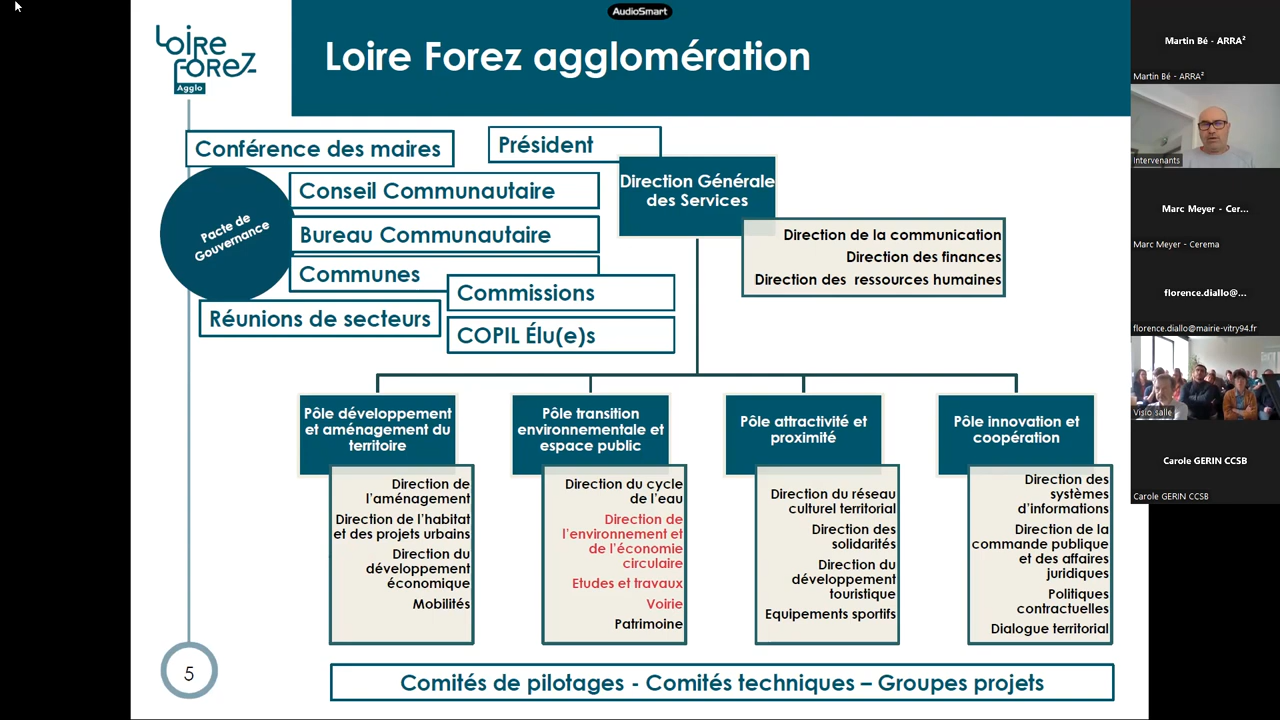 AudioSmart
Loire
Forez
Agglo
Loire Forez agglomération
Conférence des maires
Président
Conseil Communautaire
Bureau Communautaire
Communes
Pacte de
Gouvernance
Commissions
Réunions de secteurs
COPIL Élu(e)s
Direction Générale
des Services
Direction de la communication
Direction des finances
Direction des  ressources humaines
Pôle développement
et aménagement du
territoire
Direction de
l'aménagement
Direction de l'habitat
et des projets urbains
Direction du
développement
économique
Mobilités
Pôle transition
environnementale et
espace public
Direction du cycle
de l'eau
Direction de
l'environnement et
de l'économie
circulaire
Etudes et travaux
Voirie
Patrimoine
Pôle attractivité et
proximité
Direction du réseau
culturel territorial
Direction des
solidarités
Direction du
développement
touristique
Equipements sportifs
Pôle innovation et
coopération
Direction des
systèmes
d'informations
Direction de la
commande publique
et des affaires
juridiques
Politiques
contractuelles
Dialogue territorial
5
Comités de pilotages - Comités techniques – Groupes projets
Martin Bé - ARRA²
Martin Bé - ARRA²
Intervenants
Marc Meyer - Cer...
Marc Meyer - Cerema
florence.diallo@...
florence.diallo@mairie-vitry94.fr
Visio salle
Carole GERIN CCSB
Carole GERIN CCSB